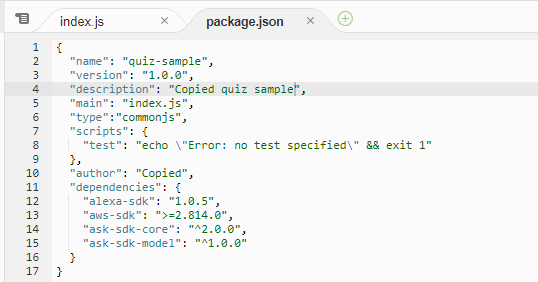 index.js
package.json
1 {
2 "name": "quiz-sample",
3 "version": "1.0.0",
4 "description": "Copied quiz sample",
5 "main": "index.js",
6 "type":"commonjs",
7 "scripts": {
8 "test": "echo \"Error: no test specified\" && exit 1"
9 },
10 "author": "Copied",
11 "dependencies": {
12 "alexa-sdk": "1.0.5",
13 "aws-sdk": ">=2.814.0",
14 "ask-sdk-core": "^2.0.0",
15 "ask-sdk-model": "^1.0.0"
16 }
17 }